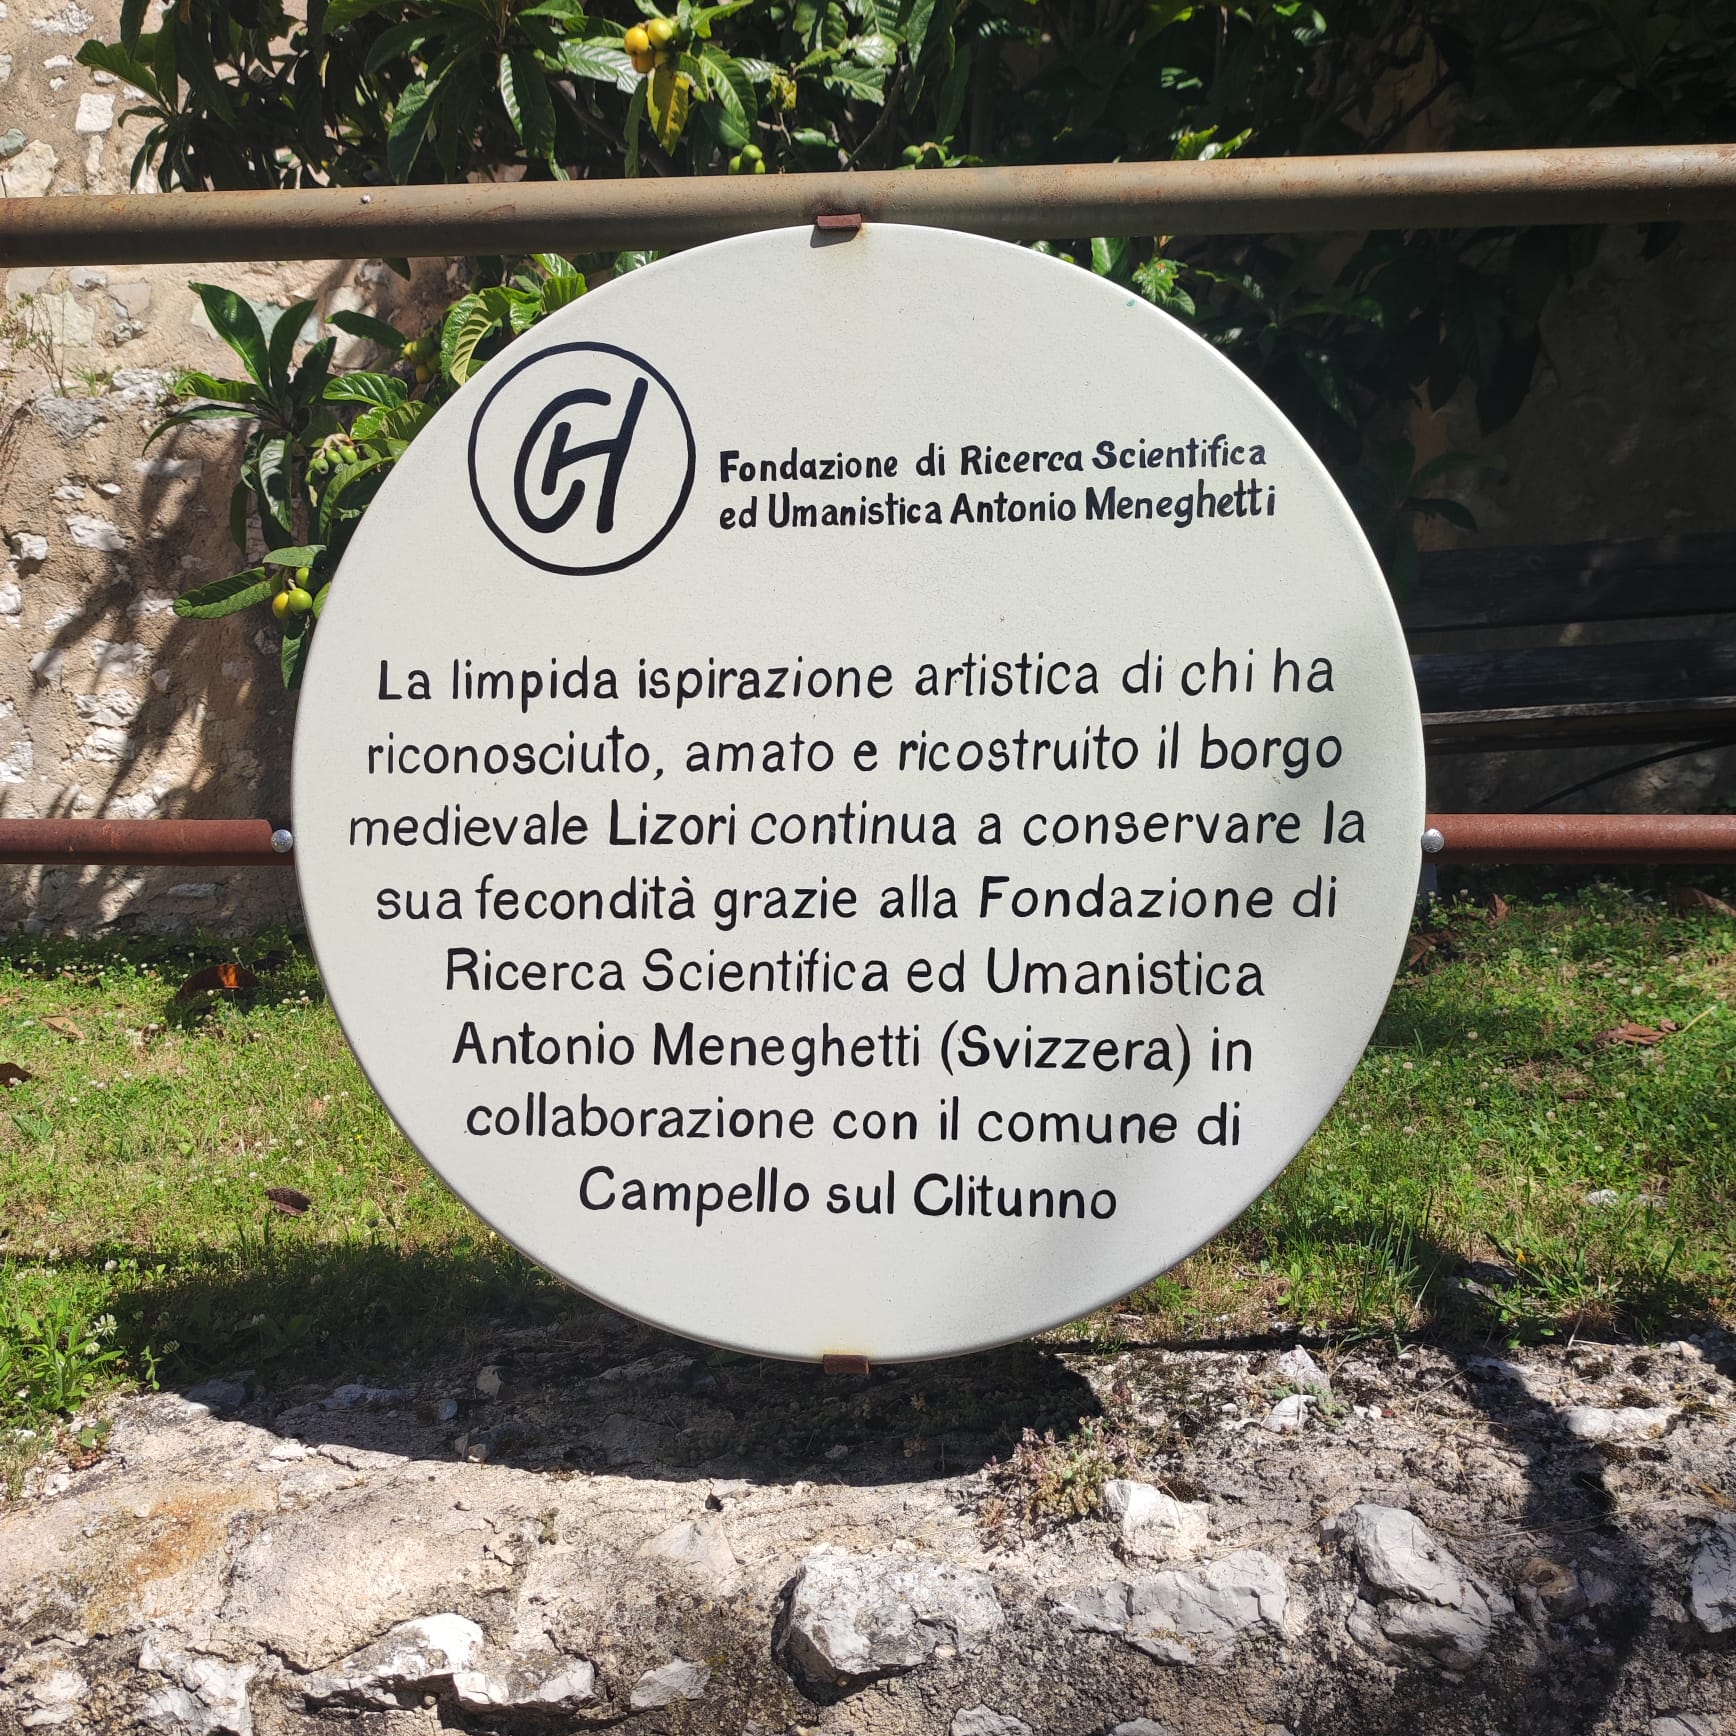 CH
Fondazione di Ricerca Scientifica
ed Umanistica Antonio Meneghetti
La limpida ispirazione artistica di chi ha
riconosciuto, amato e ricostruito il borgo
medievale Lizori continua a conservare la
sua fecondità grazie alla Fondazione di
Ricerca Scientifica ed Umanistica
Antonio Meneghetti (Svizzera) in
collaborazione con il comune di
Campello sul Clitunno